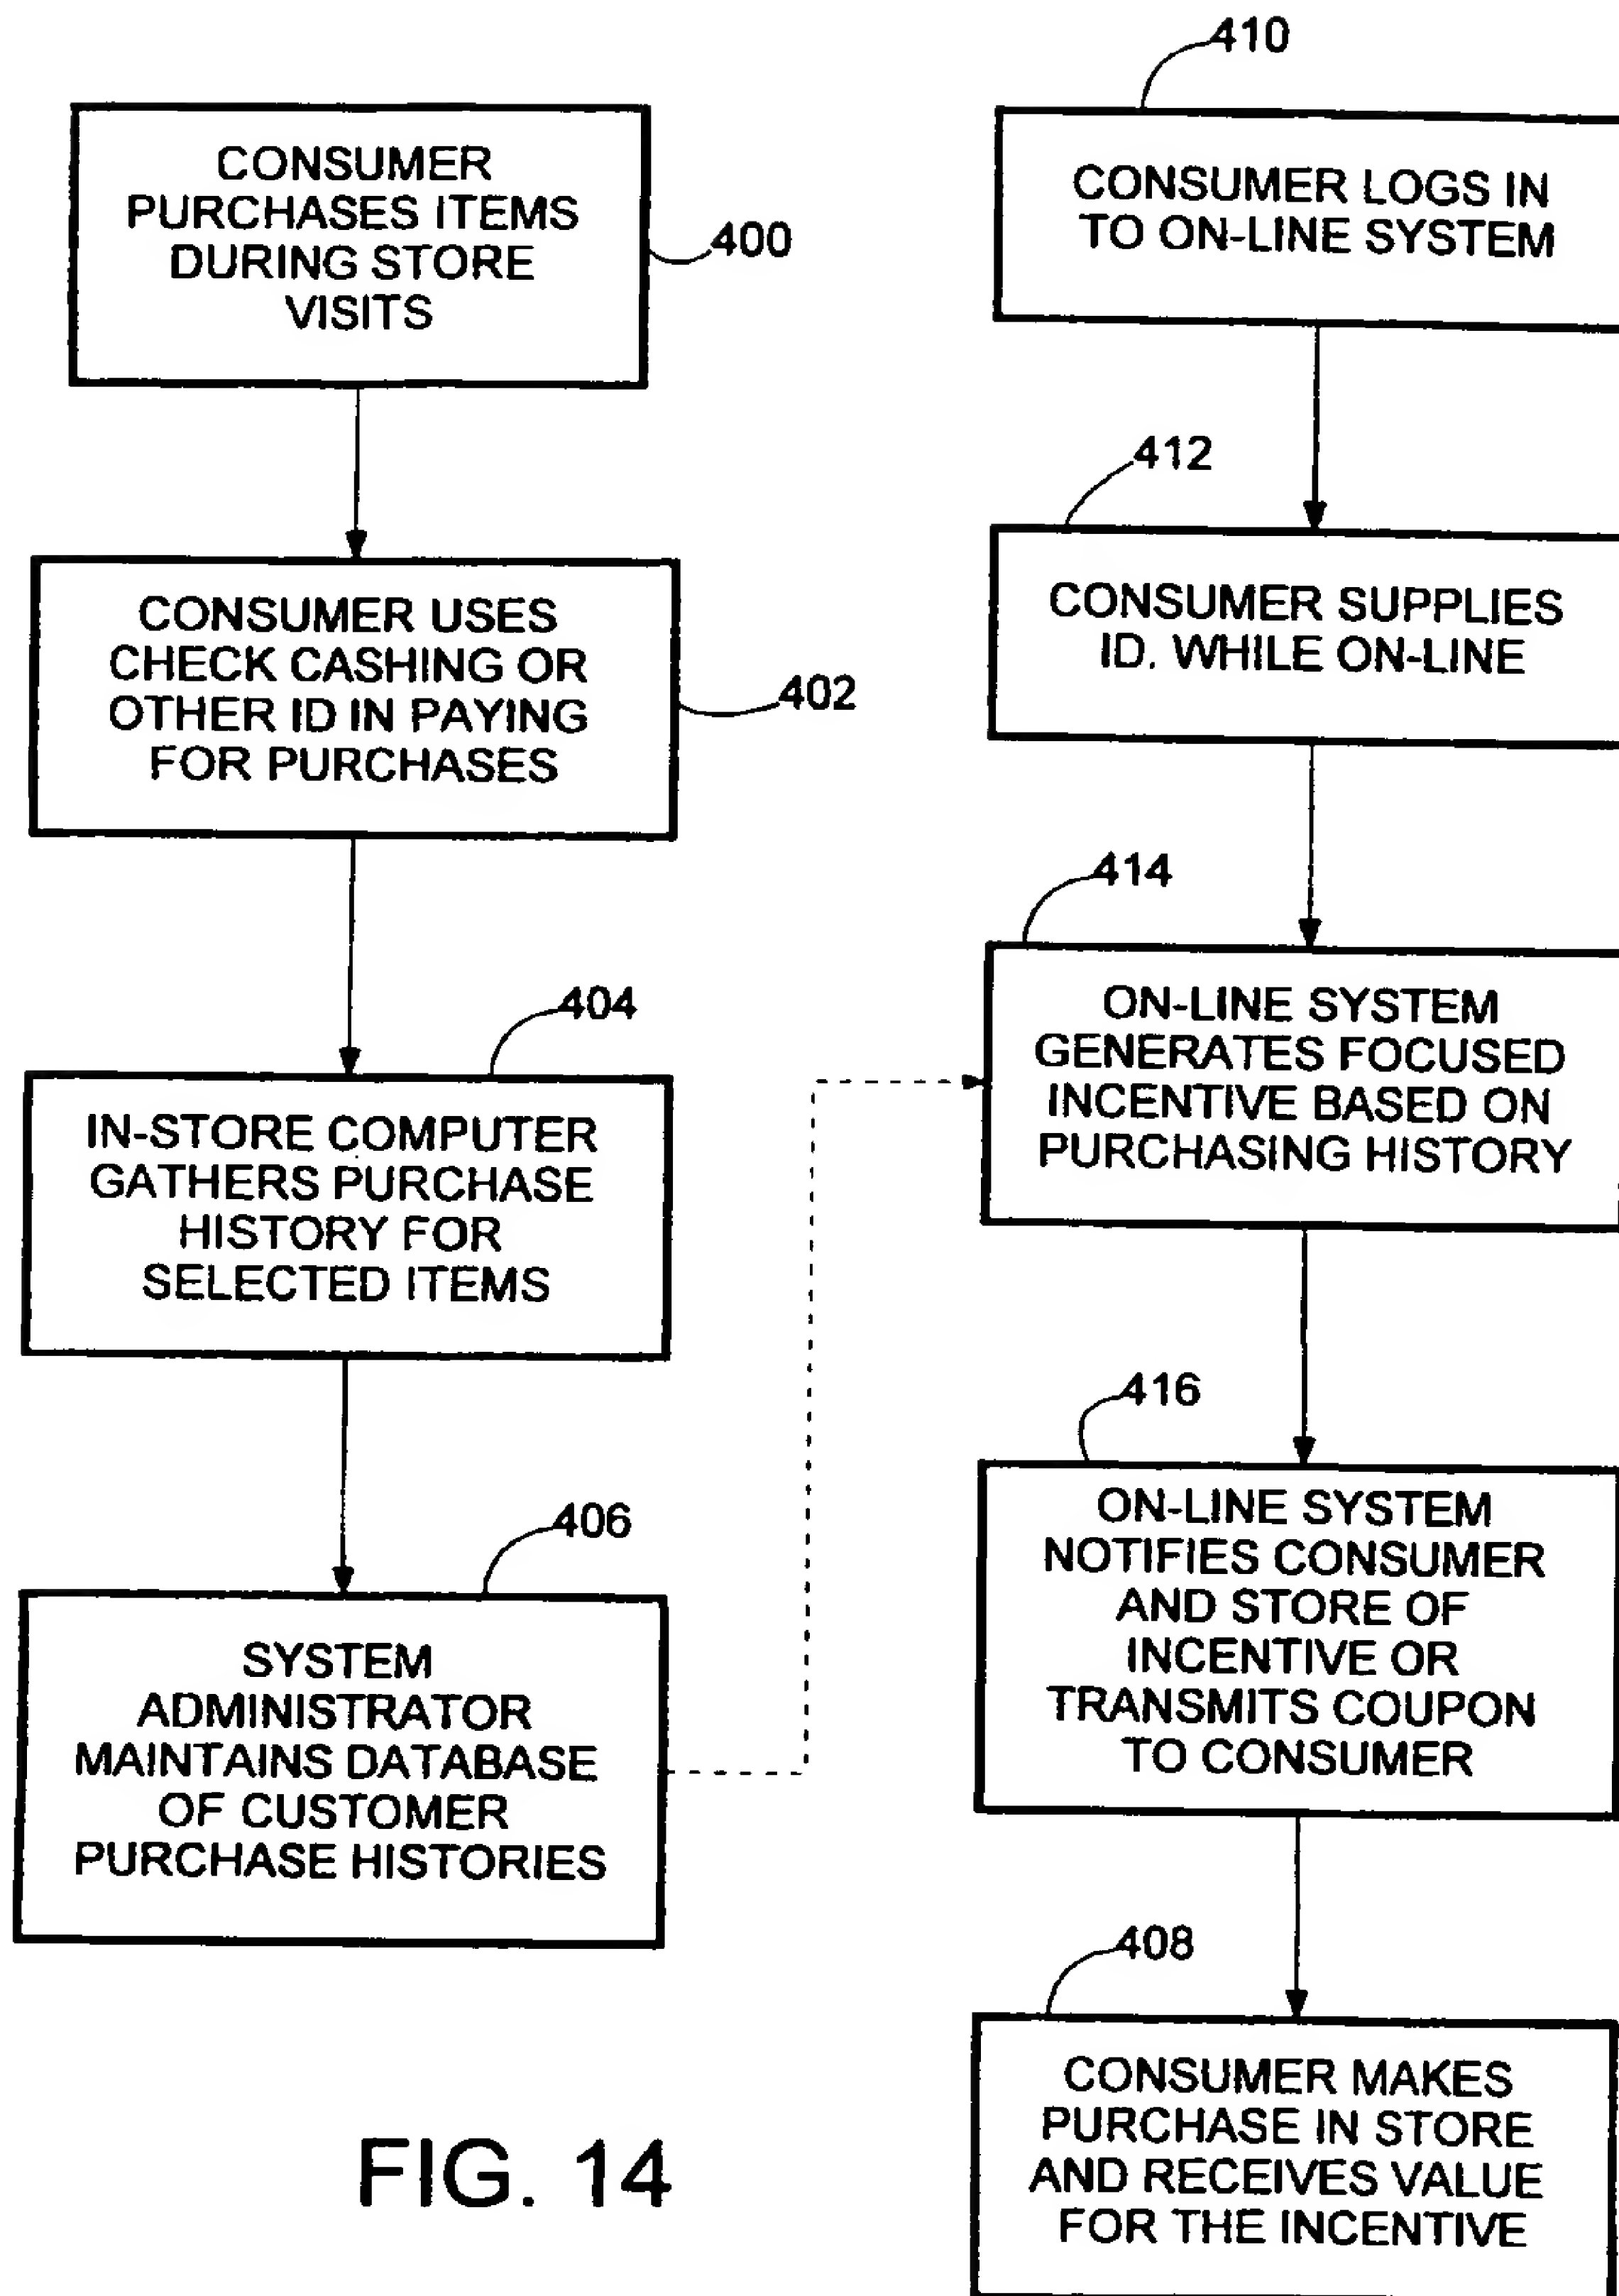 CONSUMER
PURCHASES ITEMS
DURING STORE
VISITS
400
CONSUMER USES
CHECK CASHING OR
OTHER ID IN PAYING
FOR PURCHASES
402
404
IN-STORE COMPUTER
GATHERS PURCHASE
HISTORY FOR
SELECTED ITEMS
406
SYSTEM
ADMINISTRATOR
MAINTAINS DATABASE
OF CUSTOMER
PURCHASE HISTORIES
410
CONSUMER LOGS IN
TO ON-LINE SYSTEM
412
CONSUMER SUPPLIES
ID. WHILE ON-LINE
414
ON-LINE SYSTEM
GENERATES FOCUSED
INCENTIVE BASED ON
PURCHASING HISTORY
416
ON-LINE SYSTEM
NOTIFIES CONSUMER
AND STORE OF
INCENTIVE OR
TRANSMITS COUPON
TO CONSUMER
408
CONSUMER MAKES
PURCHASE IN STORE
AND RECEIVES VALUE
FOR THE INCENTIVE
FIG. 14